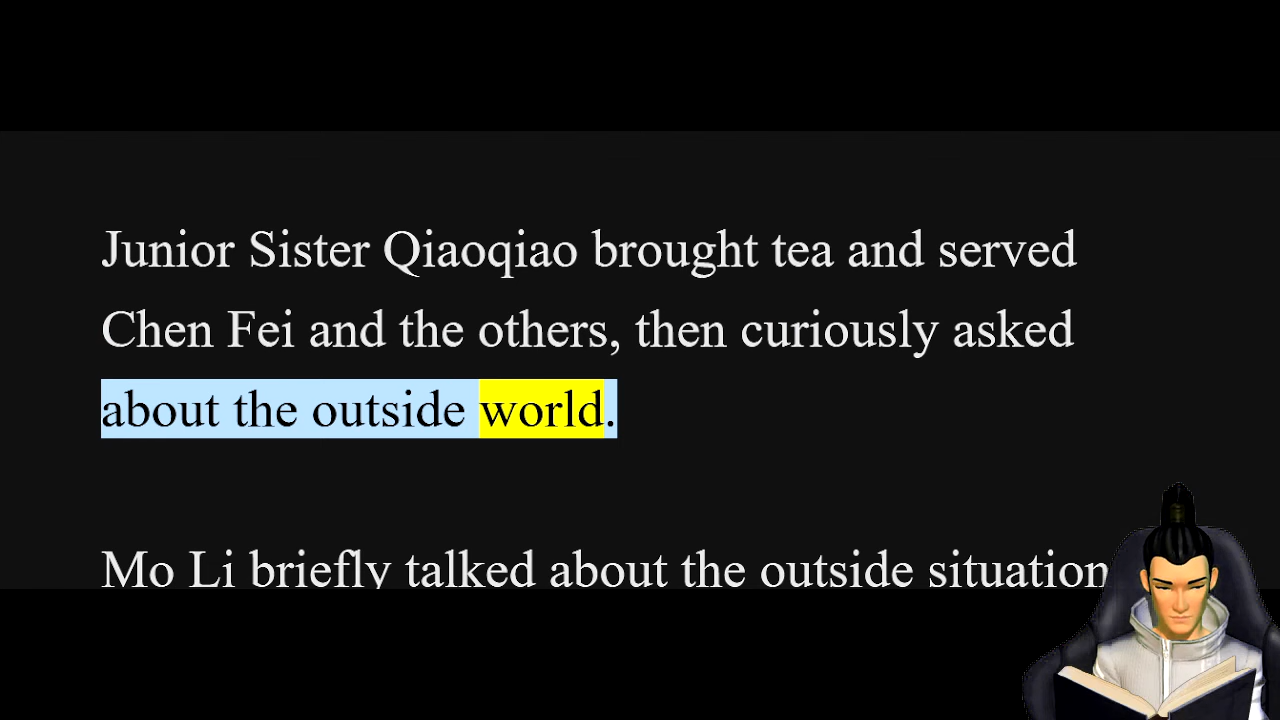 Junior Sister Qiaoqiao brought tea and served
Chen Fei and the others, then curiously asked
about the outside world.
Mo Li briefly talked about the outside situation